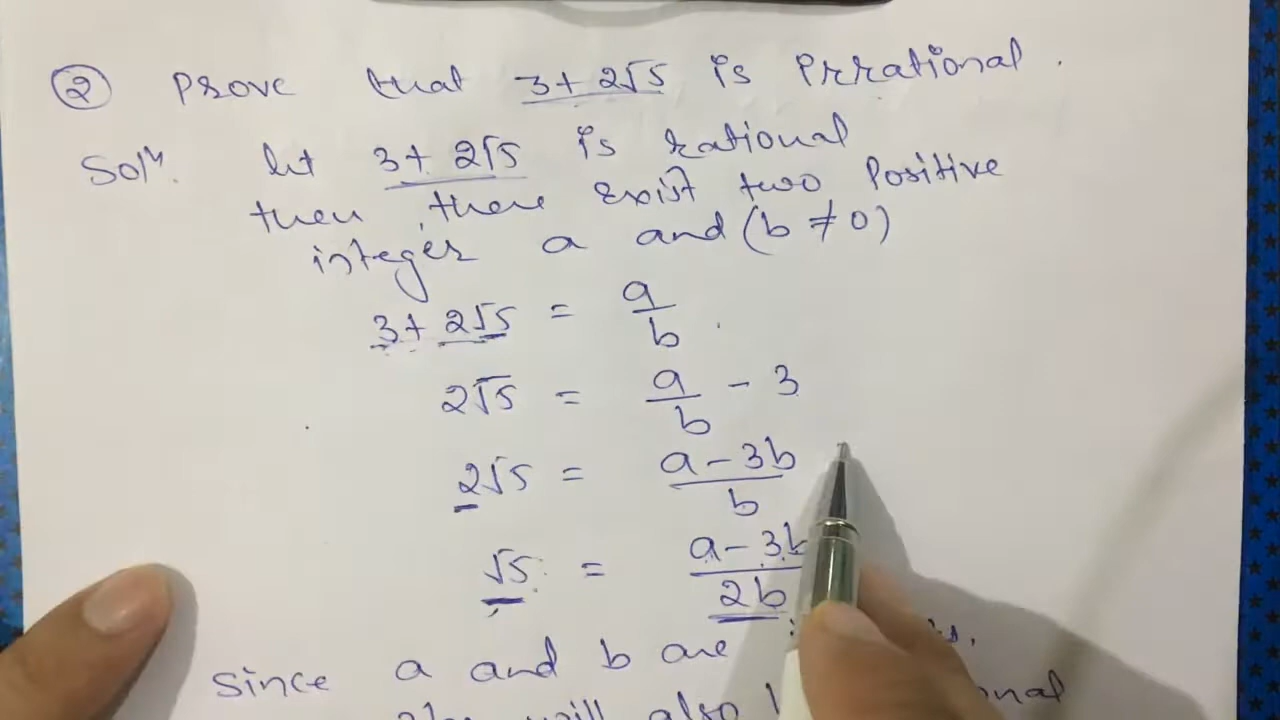 ② Prove that 3+2√5 is Irrational.
Solⁿ. let 3+2√5 is rational
then, there exist two Positive
integer a and (b ≠ 0)
3+2√5 = a/b.
2√5 = a/b - 3
2√5 = a-3b/b
√5 = a-3b/2b
Since a and b are
will also